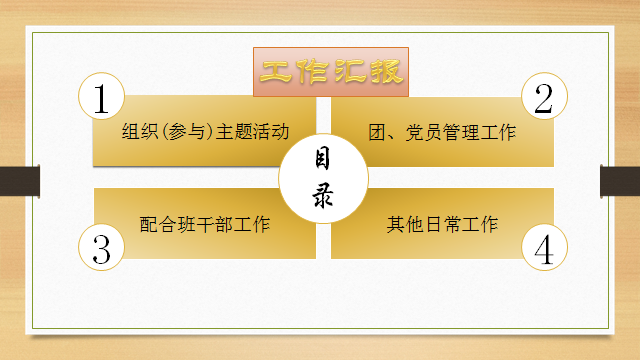 工作汇报
1
组织(参与)主题活动
2
团、党员管理工作
目
录
3
配合班干部工作
4
其他日常工作